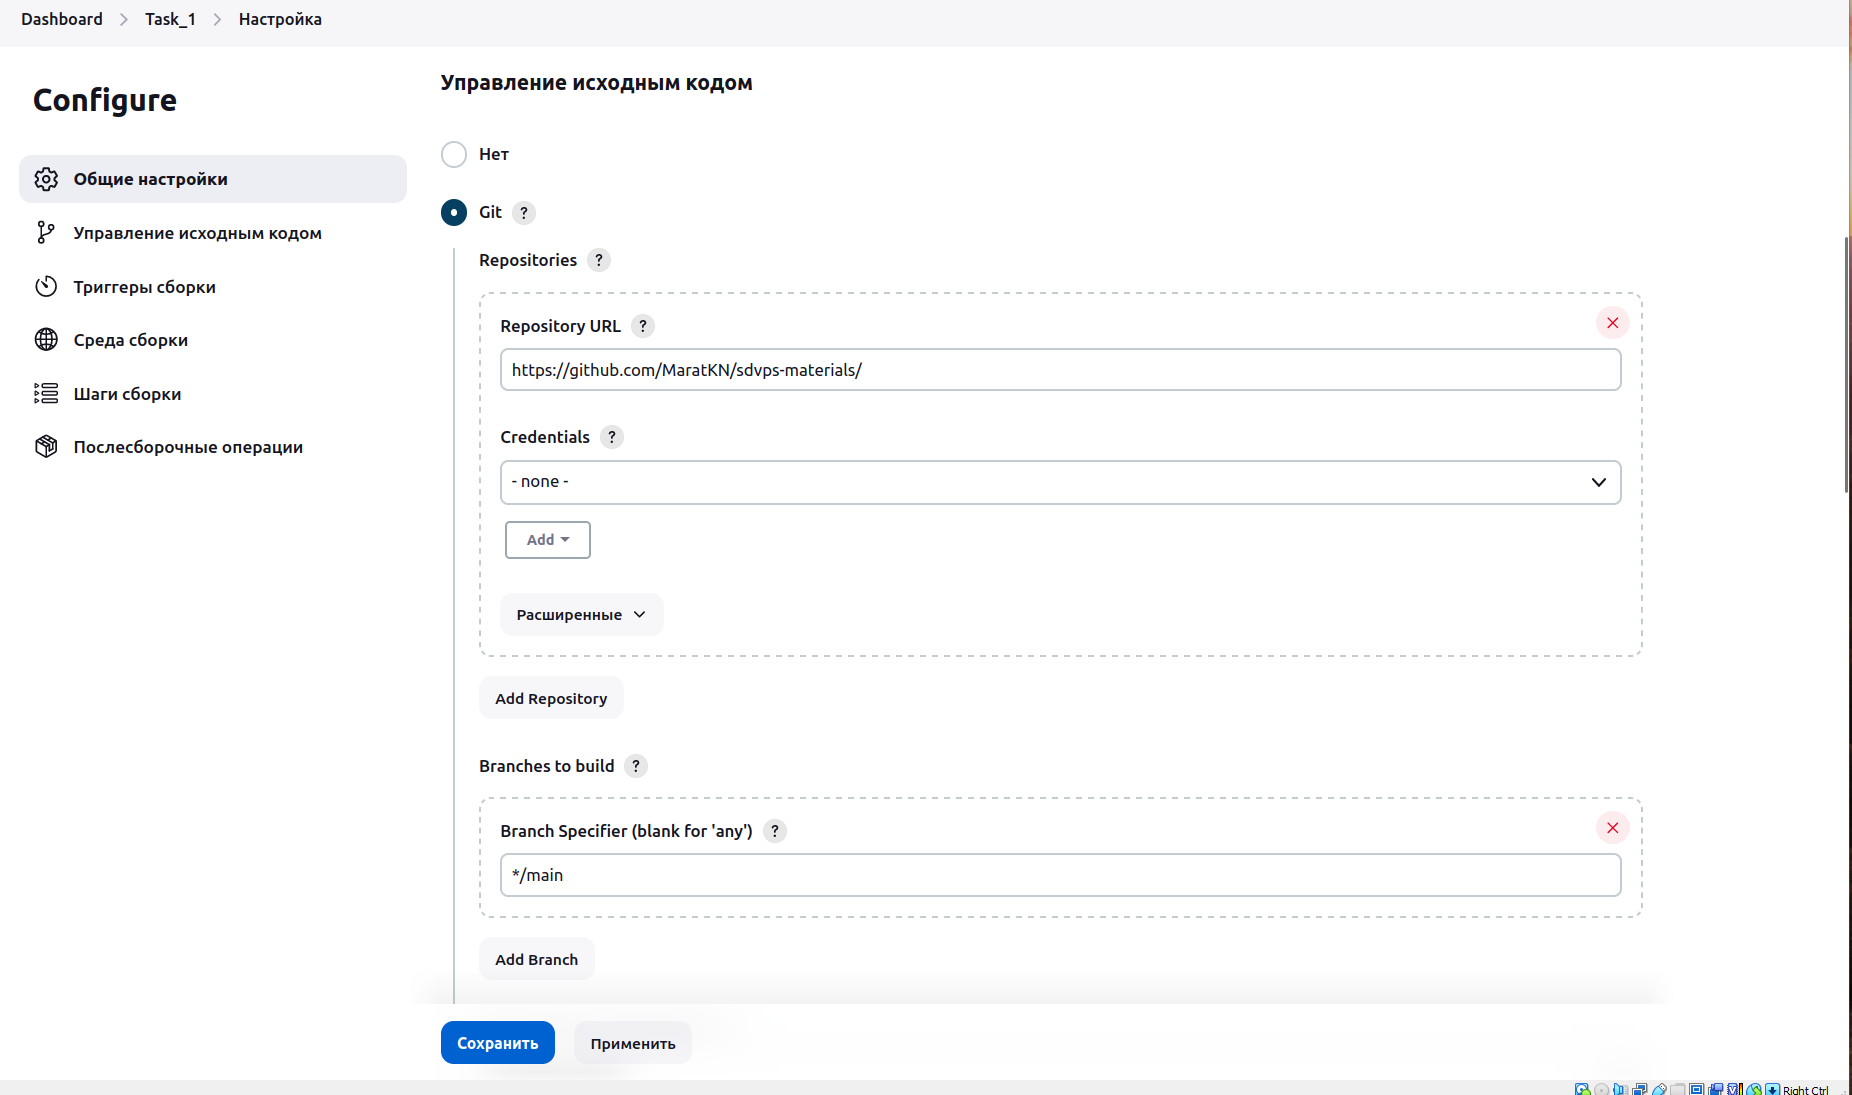 Dashboard > Task_1 > Настройка
Configure
Общие настройки
Управление исходным кодом
Триггеры сборки
Среда сборки
Шаги сборки
Послесборочные операции
Управление исходным кодом
Нет
Git ?
Repositories ?
Repository URL ?
https://github.com/MaratKN/sdvps-materials/
Credentials ?
- none -
Add
Расширенные
Add Repository
Branches to build ?
Branch Specifier (blank for 'any') ?
*/main
Add Branch
Сохранить
Применить
Right Ctrl